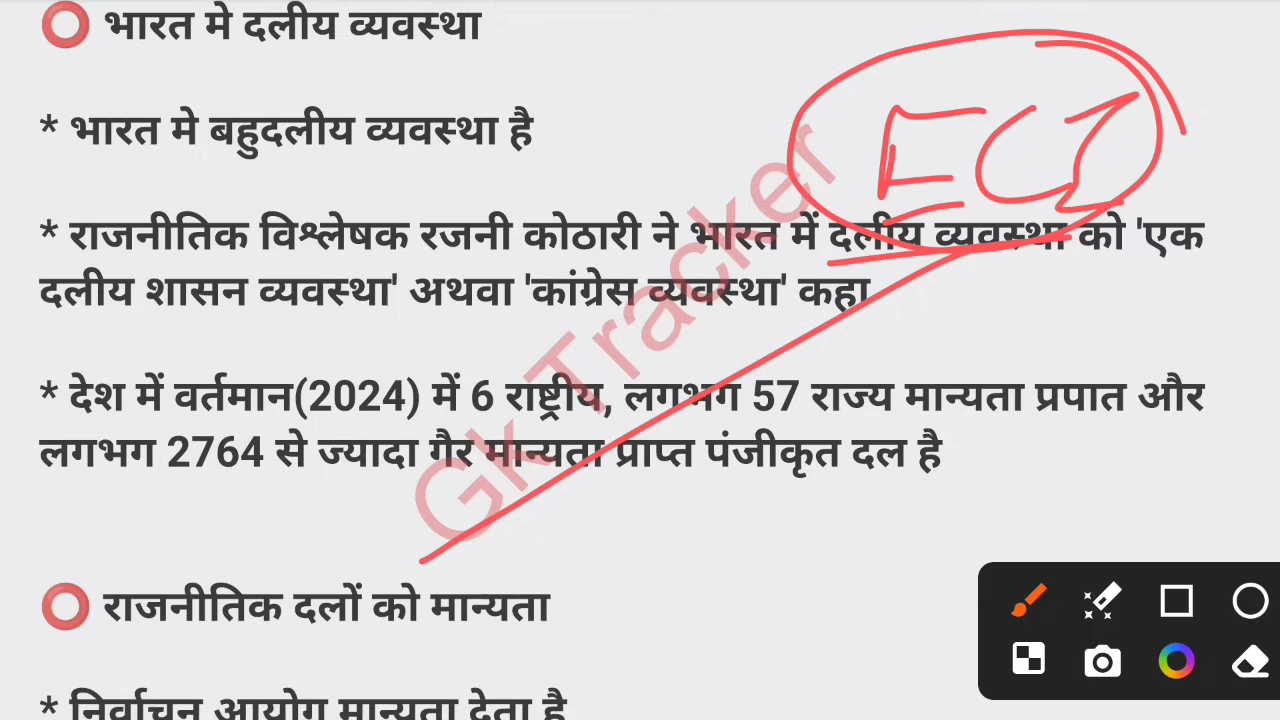 भारत मे दलीय व्यवस्था
ECI
* भारत मे बहुदलीय व्यवस्था है
* राजनीतिक विश्लेषक रजनी कोठारी ने भारत में दलीय व्यवस्था को 'एक
दलीय शासन व्यवस्था' अथवा 'कांग्रेस व्यवस्था' कहा
* देश में वर्तमान(2024) में 6 राष्ट्रीय, लगभग 57 राज्य मान्यता प्रपात और
लगभग 2764 से ज्यादा गैर मान्यता प्राप्त पंजीकृत दल है
Gk Tracker
राजनीतिक दलों को मान्यता
* निर्वाचन आयोग मान्यता देता है